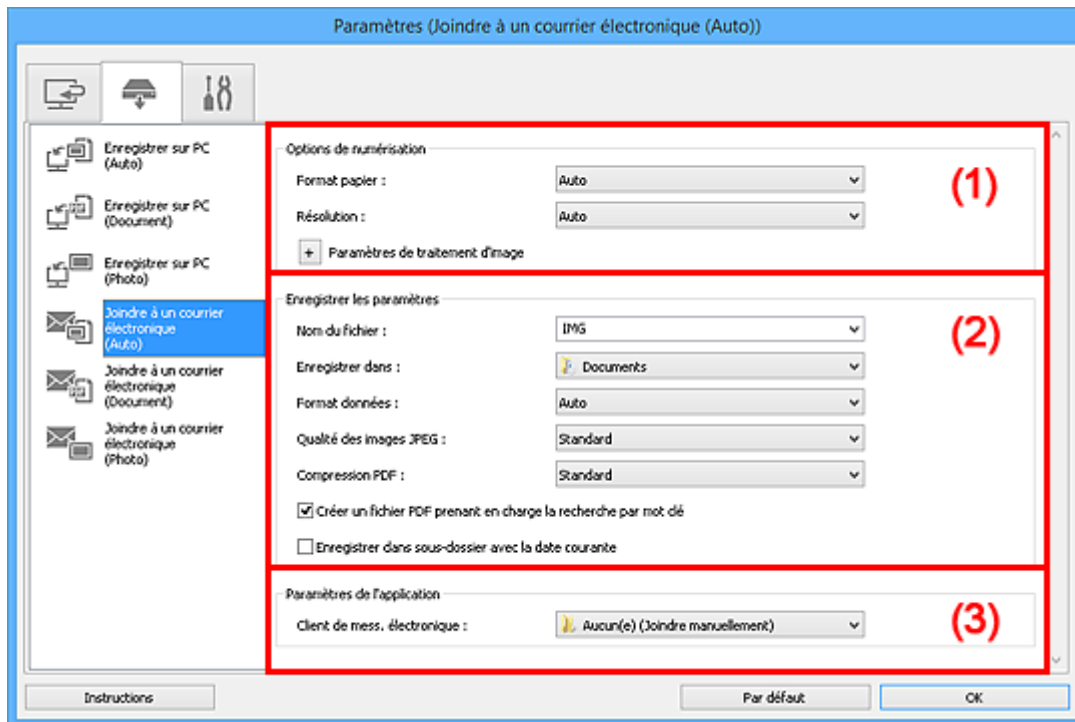 Paramètres (Joindre à un courrier électronique (Auto))
Enregistrer sur PC
(Auto)
Enregistrer sur PC
(Document)
Enregistrer sur PC
(Photo)
Joindre à un courrier
électronique
(Auto)
Joindre à un courrier
électronique
(Document)
Joindre à un courrier
électronique
(Photo)
Options de numérisation
(1)
Format papier : Auto
Résolution : Auto
+ Paramètres de traitement d'image
Enregistrer les paramètres
(2)
Nom du fichier : IMG
Enregistrer dans : Documents
Format données : Auto
Qualité des images JPEG : Standard
Compression PDF : Standard
Créer un fichier PDF prenant en charge la recherche par mot clé
Enregistrer dans sous-dossier avec la date courante
Paramètres de l'application
(3)
Client de mess. électronique : Aucun(e) (Joindre manuellement)
Instructions
Par défaut
OK